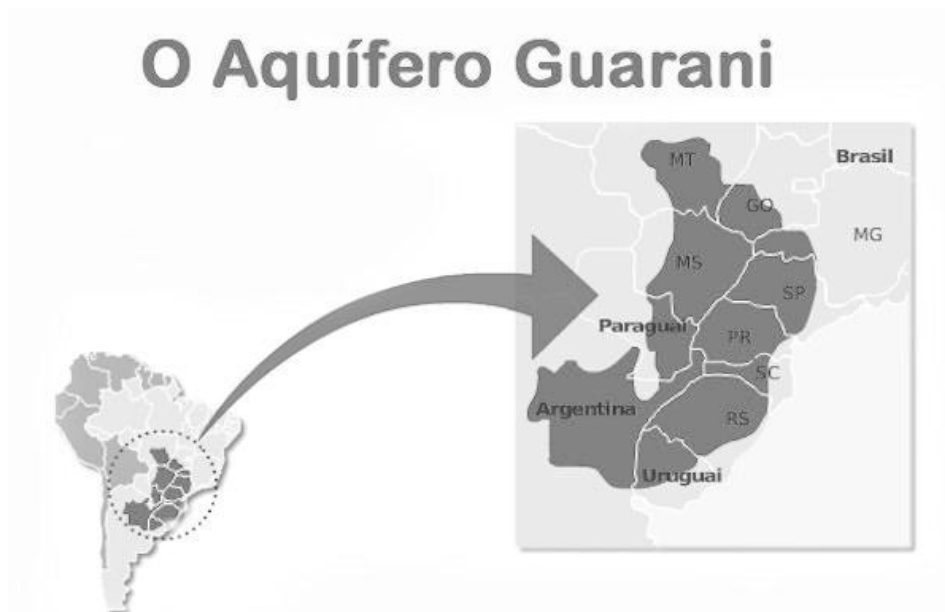 O Aquífero Guarani
Brasil
MT
GO
MG
MS
SP
Paraguai
PR
SC
Argentina
RS
Uruguai